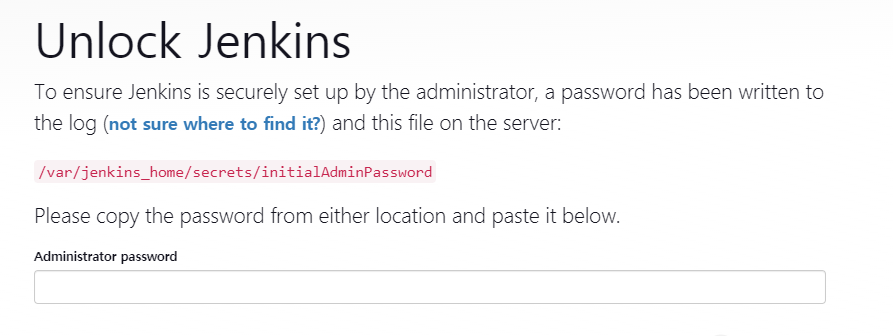 Unlock Jenkins
To ensure Jenkins is securely set up by the administrator, a password has been written to
the log (not sure where to find it?) and this file on the server:
/var/jenkins_home/secrets/initialAdminPassword
Please copy the password from either location and paste it below.
Administrator password